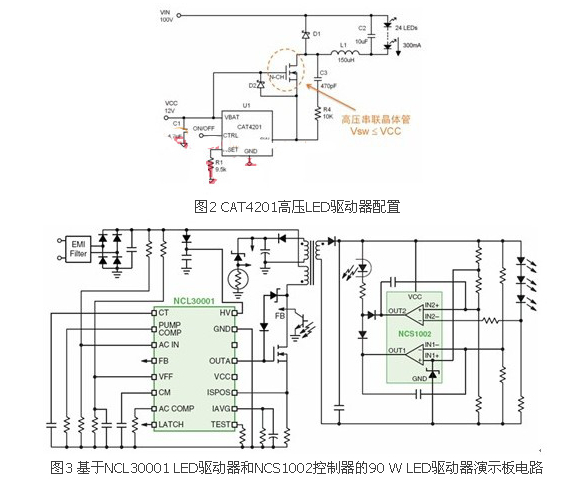 VIN
100V
D1
C2
10uF
24 LEDs
L1
150uH
300mA
N-CH
D2
C3
470pF
VCC
12V
U1
高压串联晶体管
Vsw ≤ VCC
R4
10K
C1
VBAT
CAT4201
ON/OFF
CTRL
GND
R1
9.5k
图2 CAT4201高压LED驱动器配置
EMI
Filter
NCL30001
CT
HV
PUMP
COMP
GND
AC IN
FB
OUTA
VFF
VCC
CM
ISPOS
AC COMP
IAVG
LATCH
TEST
FB
VCC
OUT2
IN2+
IN2-
NCS1002
OUT1
IN1-
IN1+
GND
图3 基于NCL30001 LED驱动器和NCS1002控制器的90 W LED驱动器演示板电路